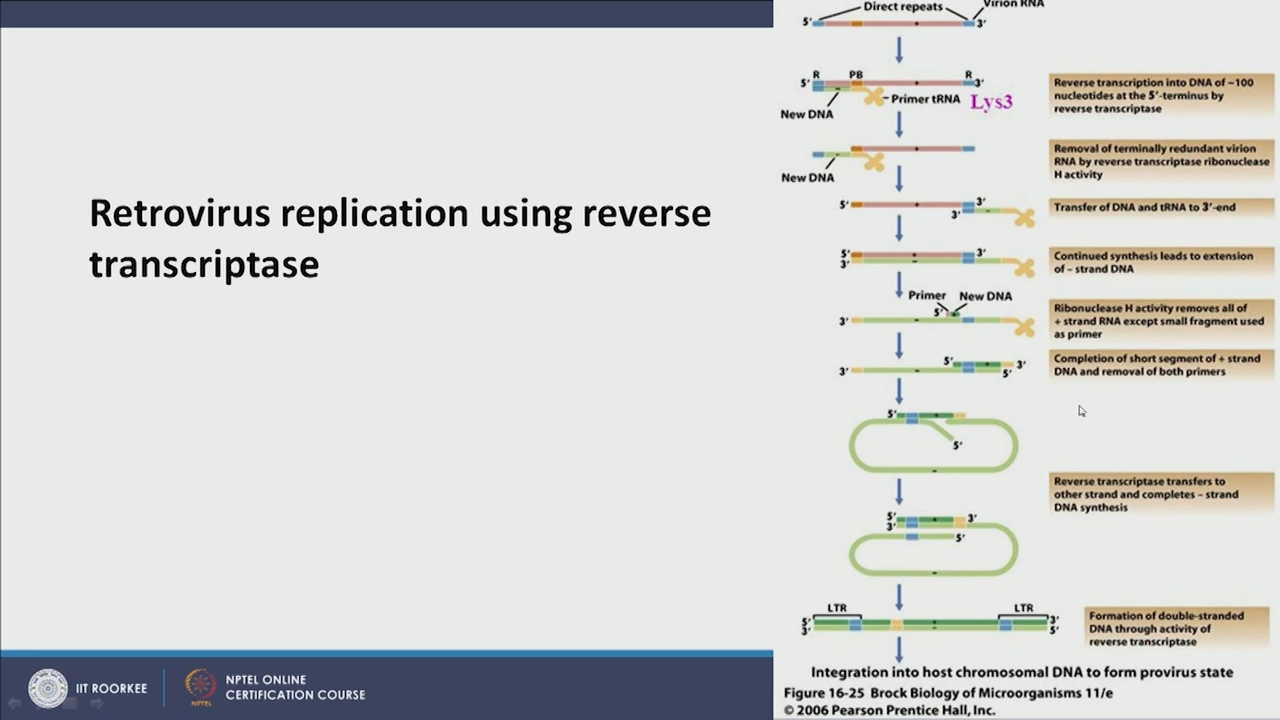 Retrovirus replication using reverse
transcriptase
Direct repeats
Virion RNA
5′
3′
R
PB
R
5′
3′
Primer tRNA
Lys3
New DNA
Reverse transcription into DNA of ~100
nucleotides at the 5′-terminus by
reverse transcriptase
New DNA
Removal of terminally redundant virion
RNA by reverse transcriptase ribonuclease
H activity
5′
3′
3′
Transfer of DNA and tRNA to 3′-end
5′
3′
3′
Continued synthesis leads to extension
of – strand DNA
Primer
New DNA
5′
3′
Ribonuclease H activity removes all of
+ strand RNA except small fragment used
as primer
5′
3′
3′
5′
Completion of short segment of + strand
DNA and removal of both primers
5′
5′
Reverse transcriptase transfers to
other strand and completes – strand
DNA synthesis
5′
3′
3′
5′
LTR
LTR
5′
3′
3′
5′
Formation of double-stranded
DNA through activity of
reverse transcriptase
Integration into host chromosomal DNA to form provirus state
Figure 16-25 Brock Biology of Microorganisms 11/e
© 2006 Pearson Prentice Hall, Inc.
IIT ROORKEE
NPTEL
NPTEL ONLINE
CERTIFICATION COURSE